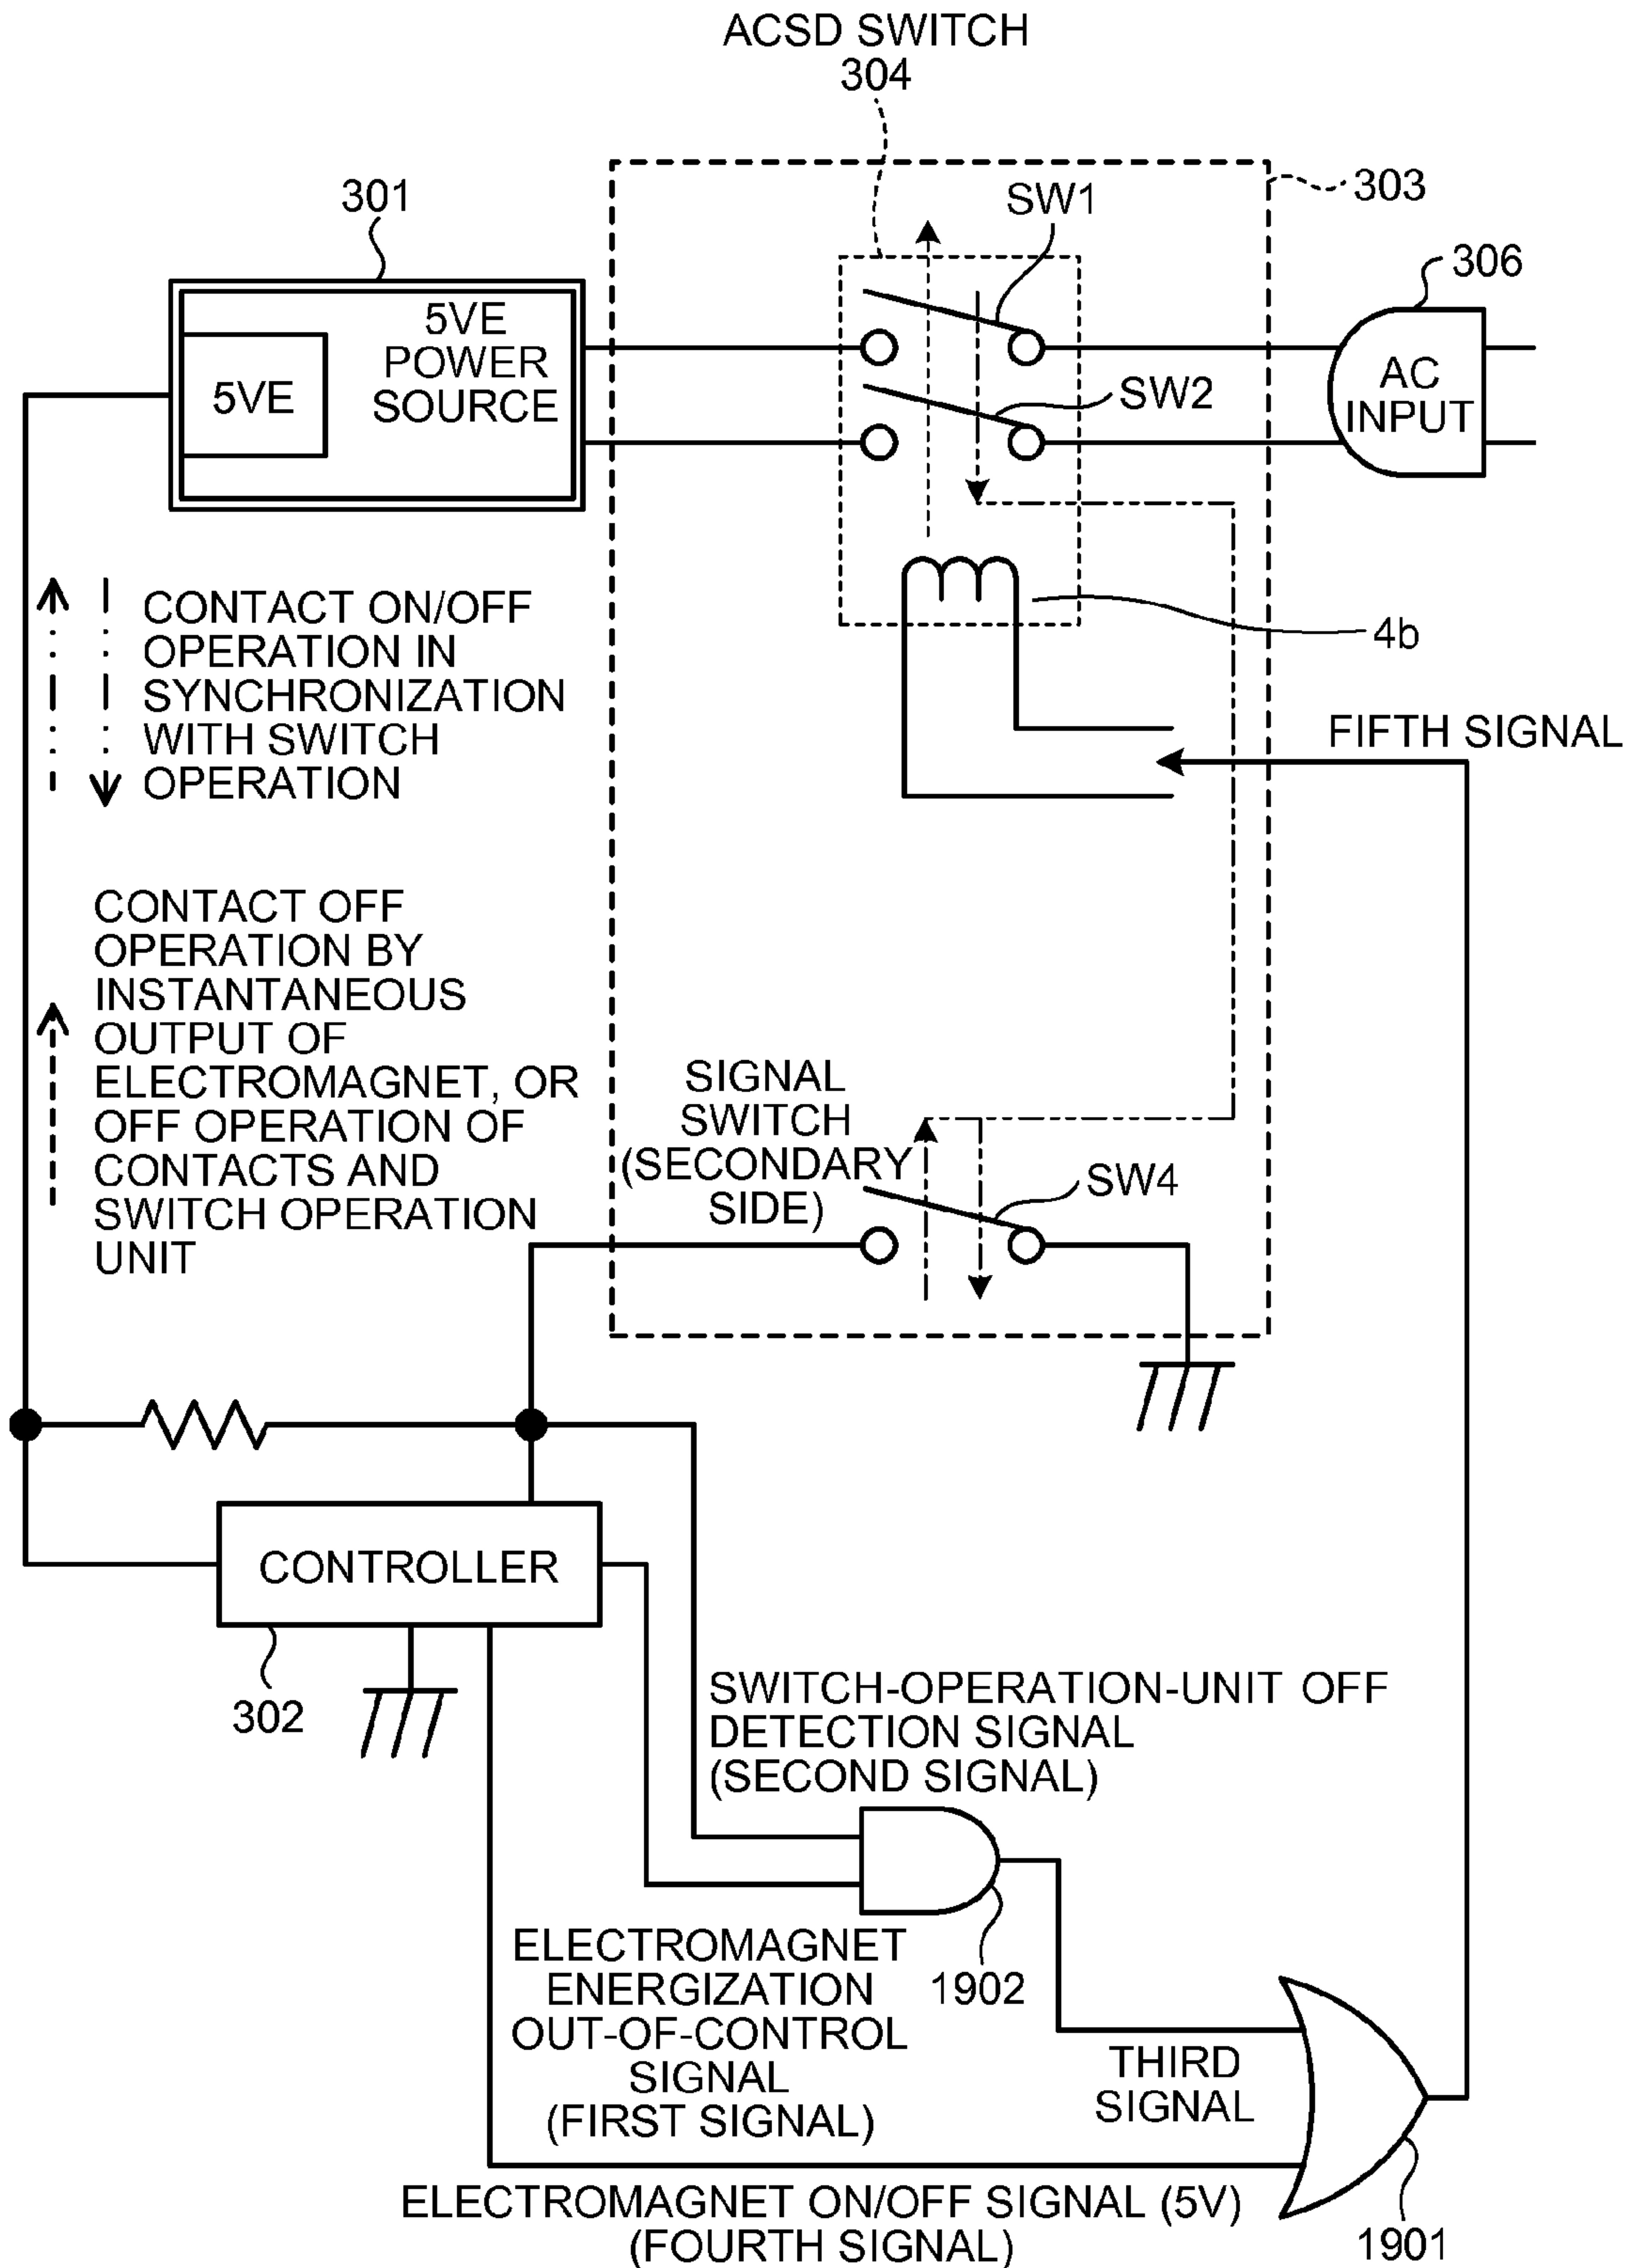 ACSD SWITCH
304
303
301
SW1
306
5VE
POWER
SOURCE
5VE
AC
INPUT
SW2
CONTACT ON/OFF
OPERATION IN
SYNCHRONIZATION
WITH SWITCH
OPERATION
4b
FIFTH SIGNAL
CONTACT OFF
OPERATION BY
INSTANTANEOUS
OUTPUT OF
ELECTROMAGNET, OR
OFF OPERATION OF
CONTACTS AND
SWITCH OPERATION
UNIT
SIGNAL
SWITCH
(SECONDARY
SIDE)
SW4
CONTROLLER
302
SWITCH-OPERATION-UNIT OFF
DETECTION SIGNAL
(SECOND SIGNAL)
ELECTROMAGNET
ENERGIZATION
OUT-OF-CONTROL
SIGNAL
(FIRST SIGNAL)
1902
THIRD
SIGNAL
ELECTROMAGNET ON/OFF SIGNAL (5V)
(FOURTH SIGNAL)
1901